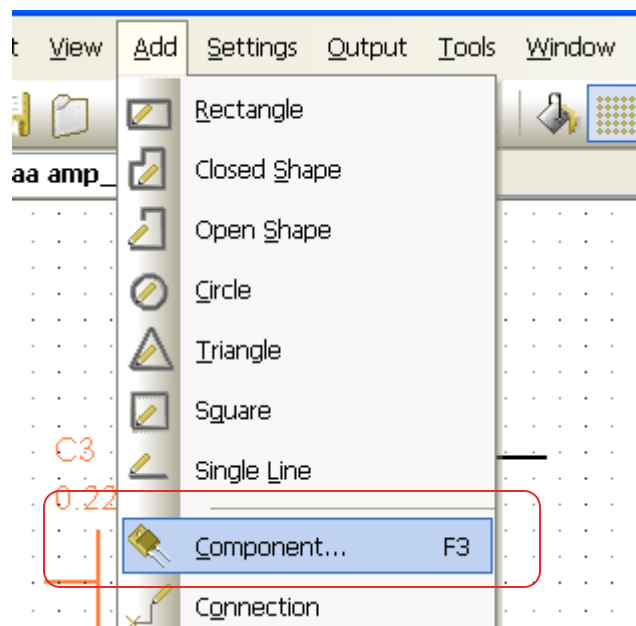 t View Add Settings Output Tools Window
aa amp_
Rectangle
Closed Shape
Open Shape
Circle
Triangle
Square
Single Line
Component... F3
Connection
C3
0.22